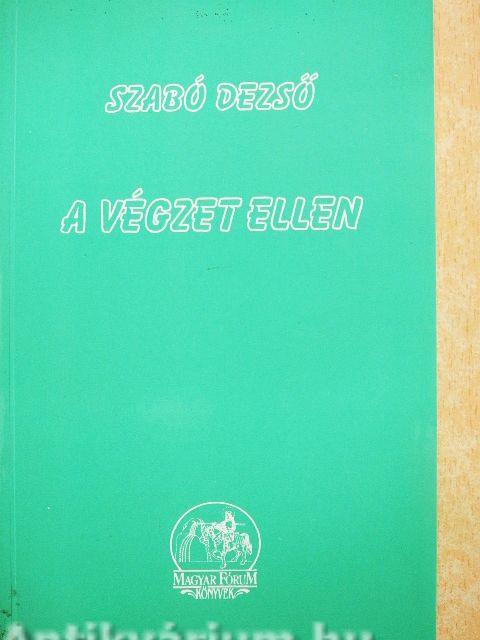 SZABÓ DEZSŐ
A VÉGZET ELLEN
MAGYAR FÓRUM
KÖNYVEK
Antikvárium.hu